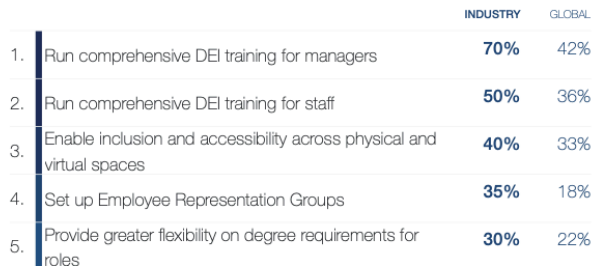 INDUSTRY GLOBAL
1. Run comprehensive DEI training for managers 70% 42%
2. Run comprehensive DEI training for staff 50% 36%
3. Enable inclusion and accessibility across physical and virtual spaces 40% 33%
4. Set up Employee Representation Groups 35% 18%
5. Provide greater flexibility on degree requirements for roles 30% 22%